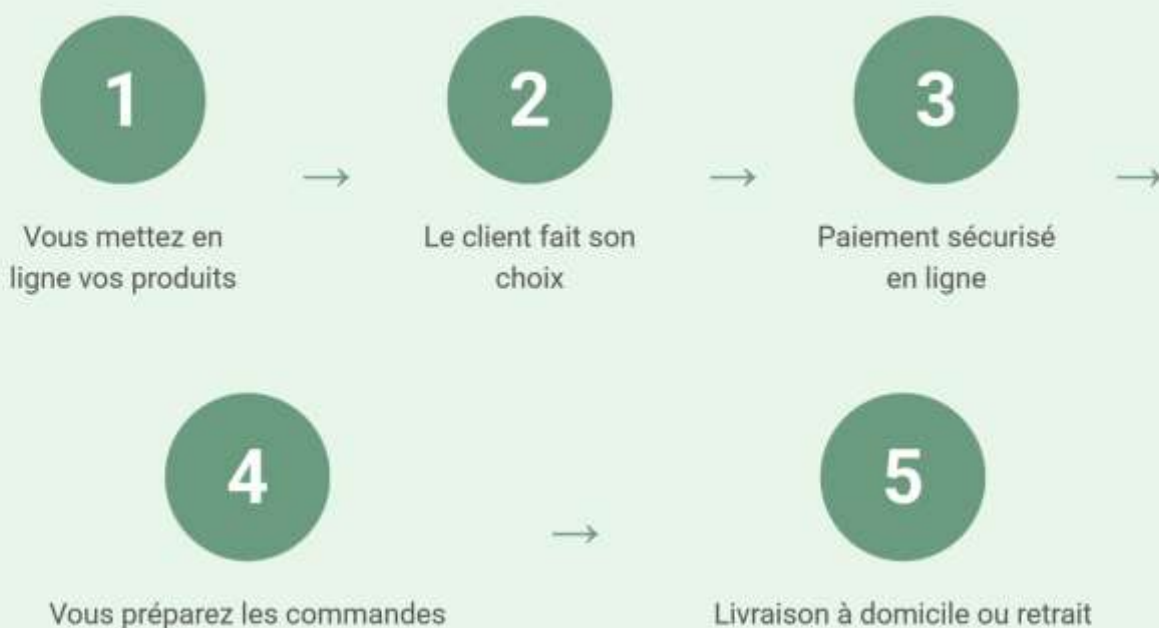 1
2
3
→
→
→
Vous mettez en
ligne vos produits
Le client fait son
choix
Paiement sécurisé
en ligne
4
5
→
Vous préparez les commandes
Livraison à domicile ou retrait